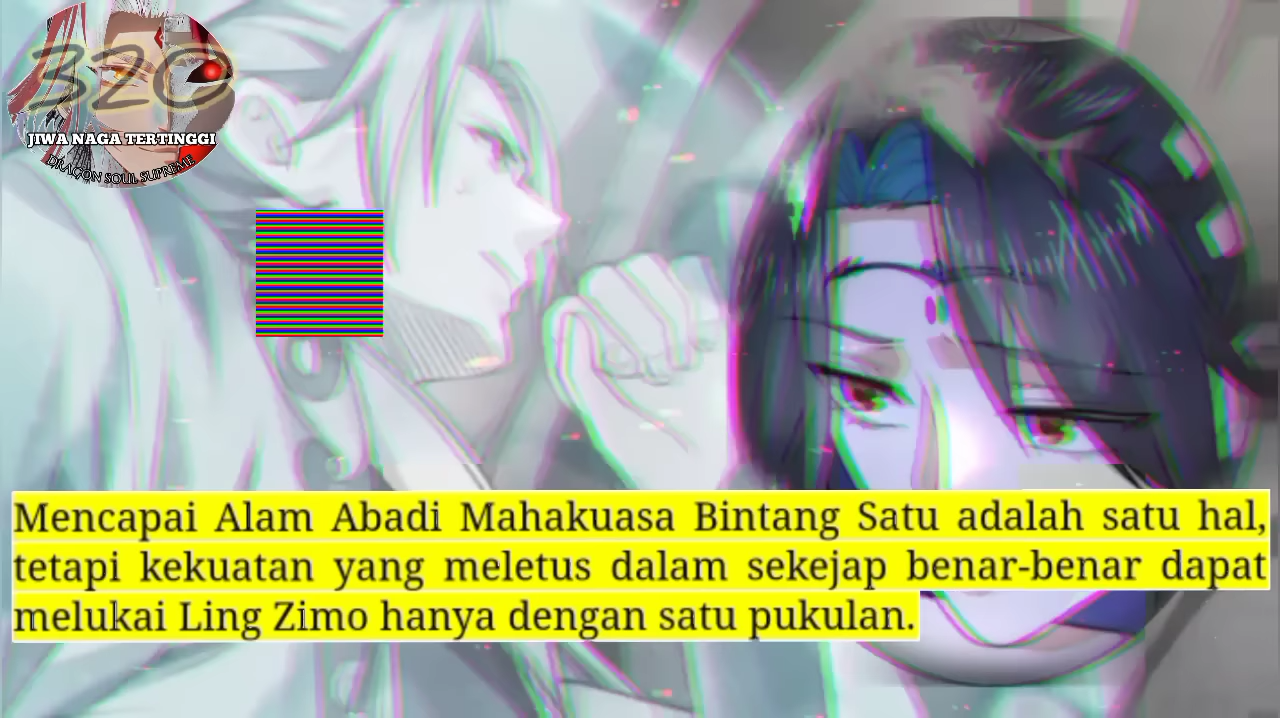 320
JIWA NAGA TERTINGGI
DRAGON SOUL SUPREME
Mencapai Alam Abadi Mahakuasa Bintang Satu adalah satu hal,
tetapi kekuatan yang meletus dalam sekejap benar-benar dapat
melukai Ling Zimo hanya dengan satu pukulan.